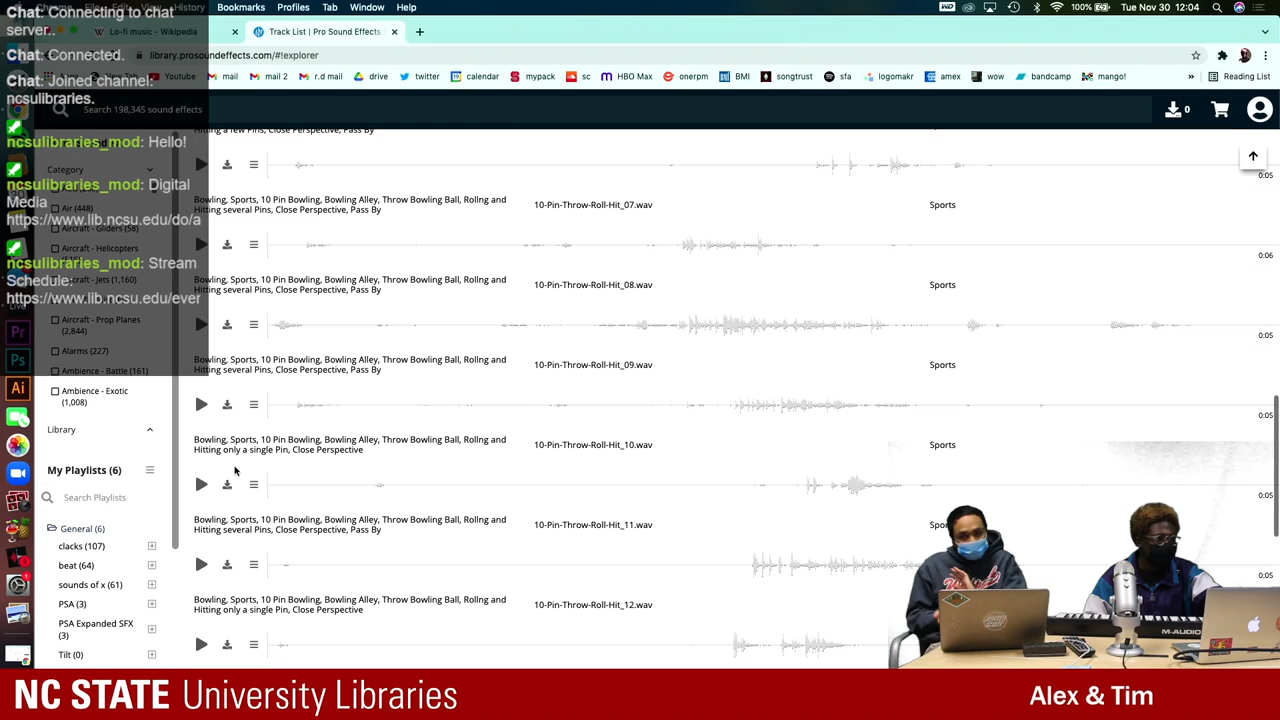 Chrome File Edit View History Bookmarks Profiles Tab Window Help 100% Tue Nov 30 12:04
Chat: Connecting to chat
server..
Chat: Connected.
Chat: Joined channel:
ncsulibraries.
ncsulibraries_mod: Hello!
ncsulibraries_mod: Digital
Media
https://www.lib.ncsu.edu/do/a
ncsulibraries_mod: Stream
Schedule:
https://www.lib.ncsu.edu/ever
Lo-fi music - Wikipedia
Track List | Pro Sound Effects
library.prosoundeffects.com/#!explorer
Youtube mail mail 2 r.d mail drive twitter calendar mypack sc HBO Max onerpm BMI songtrust sfa logomakr amex wow bandcamp mango! » Reading List
Search 198,345 sound effects
0
Category
Air (448)
Aircraft - Gliders (58)
Aircraft - Helicopters
Aircraft - Jets (1,160)
Aircraft - Prop Planes
(2,844)
Alarms (227)
Ambience - Battle (161)
Ambience - Exotic
(1,008)
Library
My Playlists (6)
Search Playlists
General (6)
clacks (107)
beat (64)
sounds of x (61)
PSA (3)
PSA Expanded SFX
(3)
Tilt (0)
Hitting a few Pins, Close Perspective, Pass By
0:05
Bowling, Sports, 10 Pin Bowling, Bowling Alley, Throw Bowling Ball, Rollng and
Hitting several Pins, Close Perspective, Pass By
10-Pin-Throw-Roll-Hit_07.wav
Sports
0:06
Bowling, Sports, 10 Pin Bowling, Bowling Alley, Throw Bowling Ball, Rollng and
Hitting several Pins, Close Perspective, Pass By
10-Pin-Throw-Roll-Hit_08.wav
Sports
0:05
Bowling, Sports, 10 Pin Bowling, Bowling Alley, Throw Bowling Ball, Rollng and
Hitting several Pins, Close Perspective, Pass By
10-Pin-Throw-Roll-Hit_09.wav
Sports
0:05
Bowling, Sports, 10 Pin Bowling, Bowling Alley, Throw Bowling Ball, Rollng and
Hitting only a single Pin, Close Perspective
10-Pin-Throw-Roll-Hit_10.wav
Sports
0:05
Bowling, Sports, 10 Pin Bowling, Bowling Alley, Throw Bowling Ball, Rollng and
Hitting several Pins, Close Perspective, Pass By
10-Pin-Throw-Roll-Hit_11.wav
0:05
Bowling, Sports, 10 Pin Bowling, Bowling Alley, Throw Bowling Ball, Rollng and
Hitting only a single Pin, Close Perspective
10-Pin-Throw-Roll-Hit_12.wav
Pr
Ps
Ai
M-AUDIO
NC STATE University Libraries
Alex & Tim